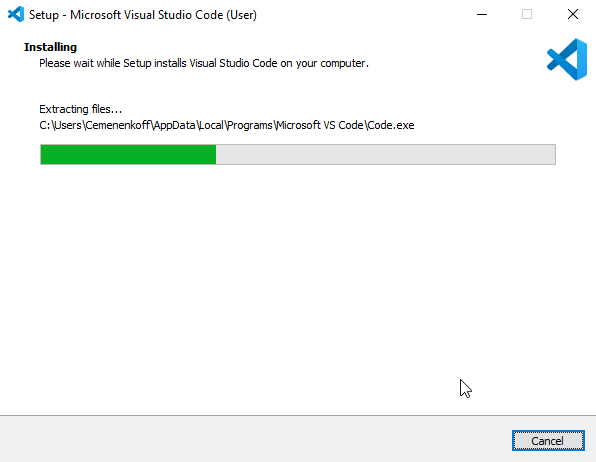 Setup - Microsoft Visual Studio Code (User)
Installing
Please wait while Setup installs Visual Studio Code on your computer.
Extracting files...
C:\Users\Cemenenkoff\AppData\Local\Programs\Microsoft VS Code\Code.exe
Cancel